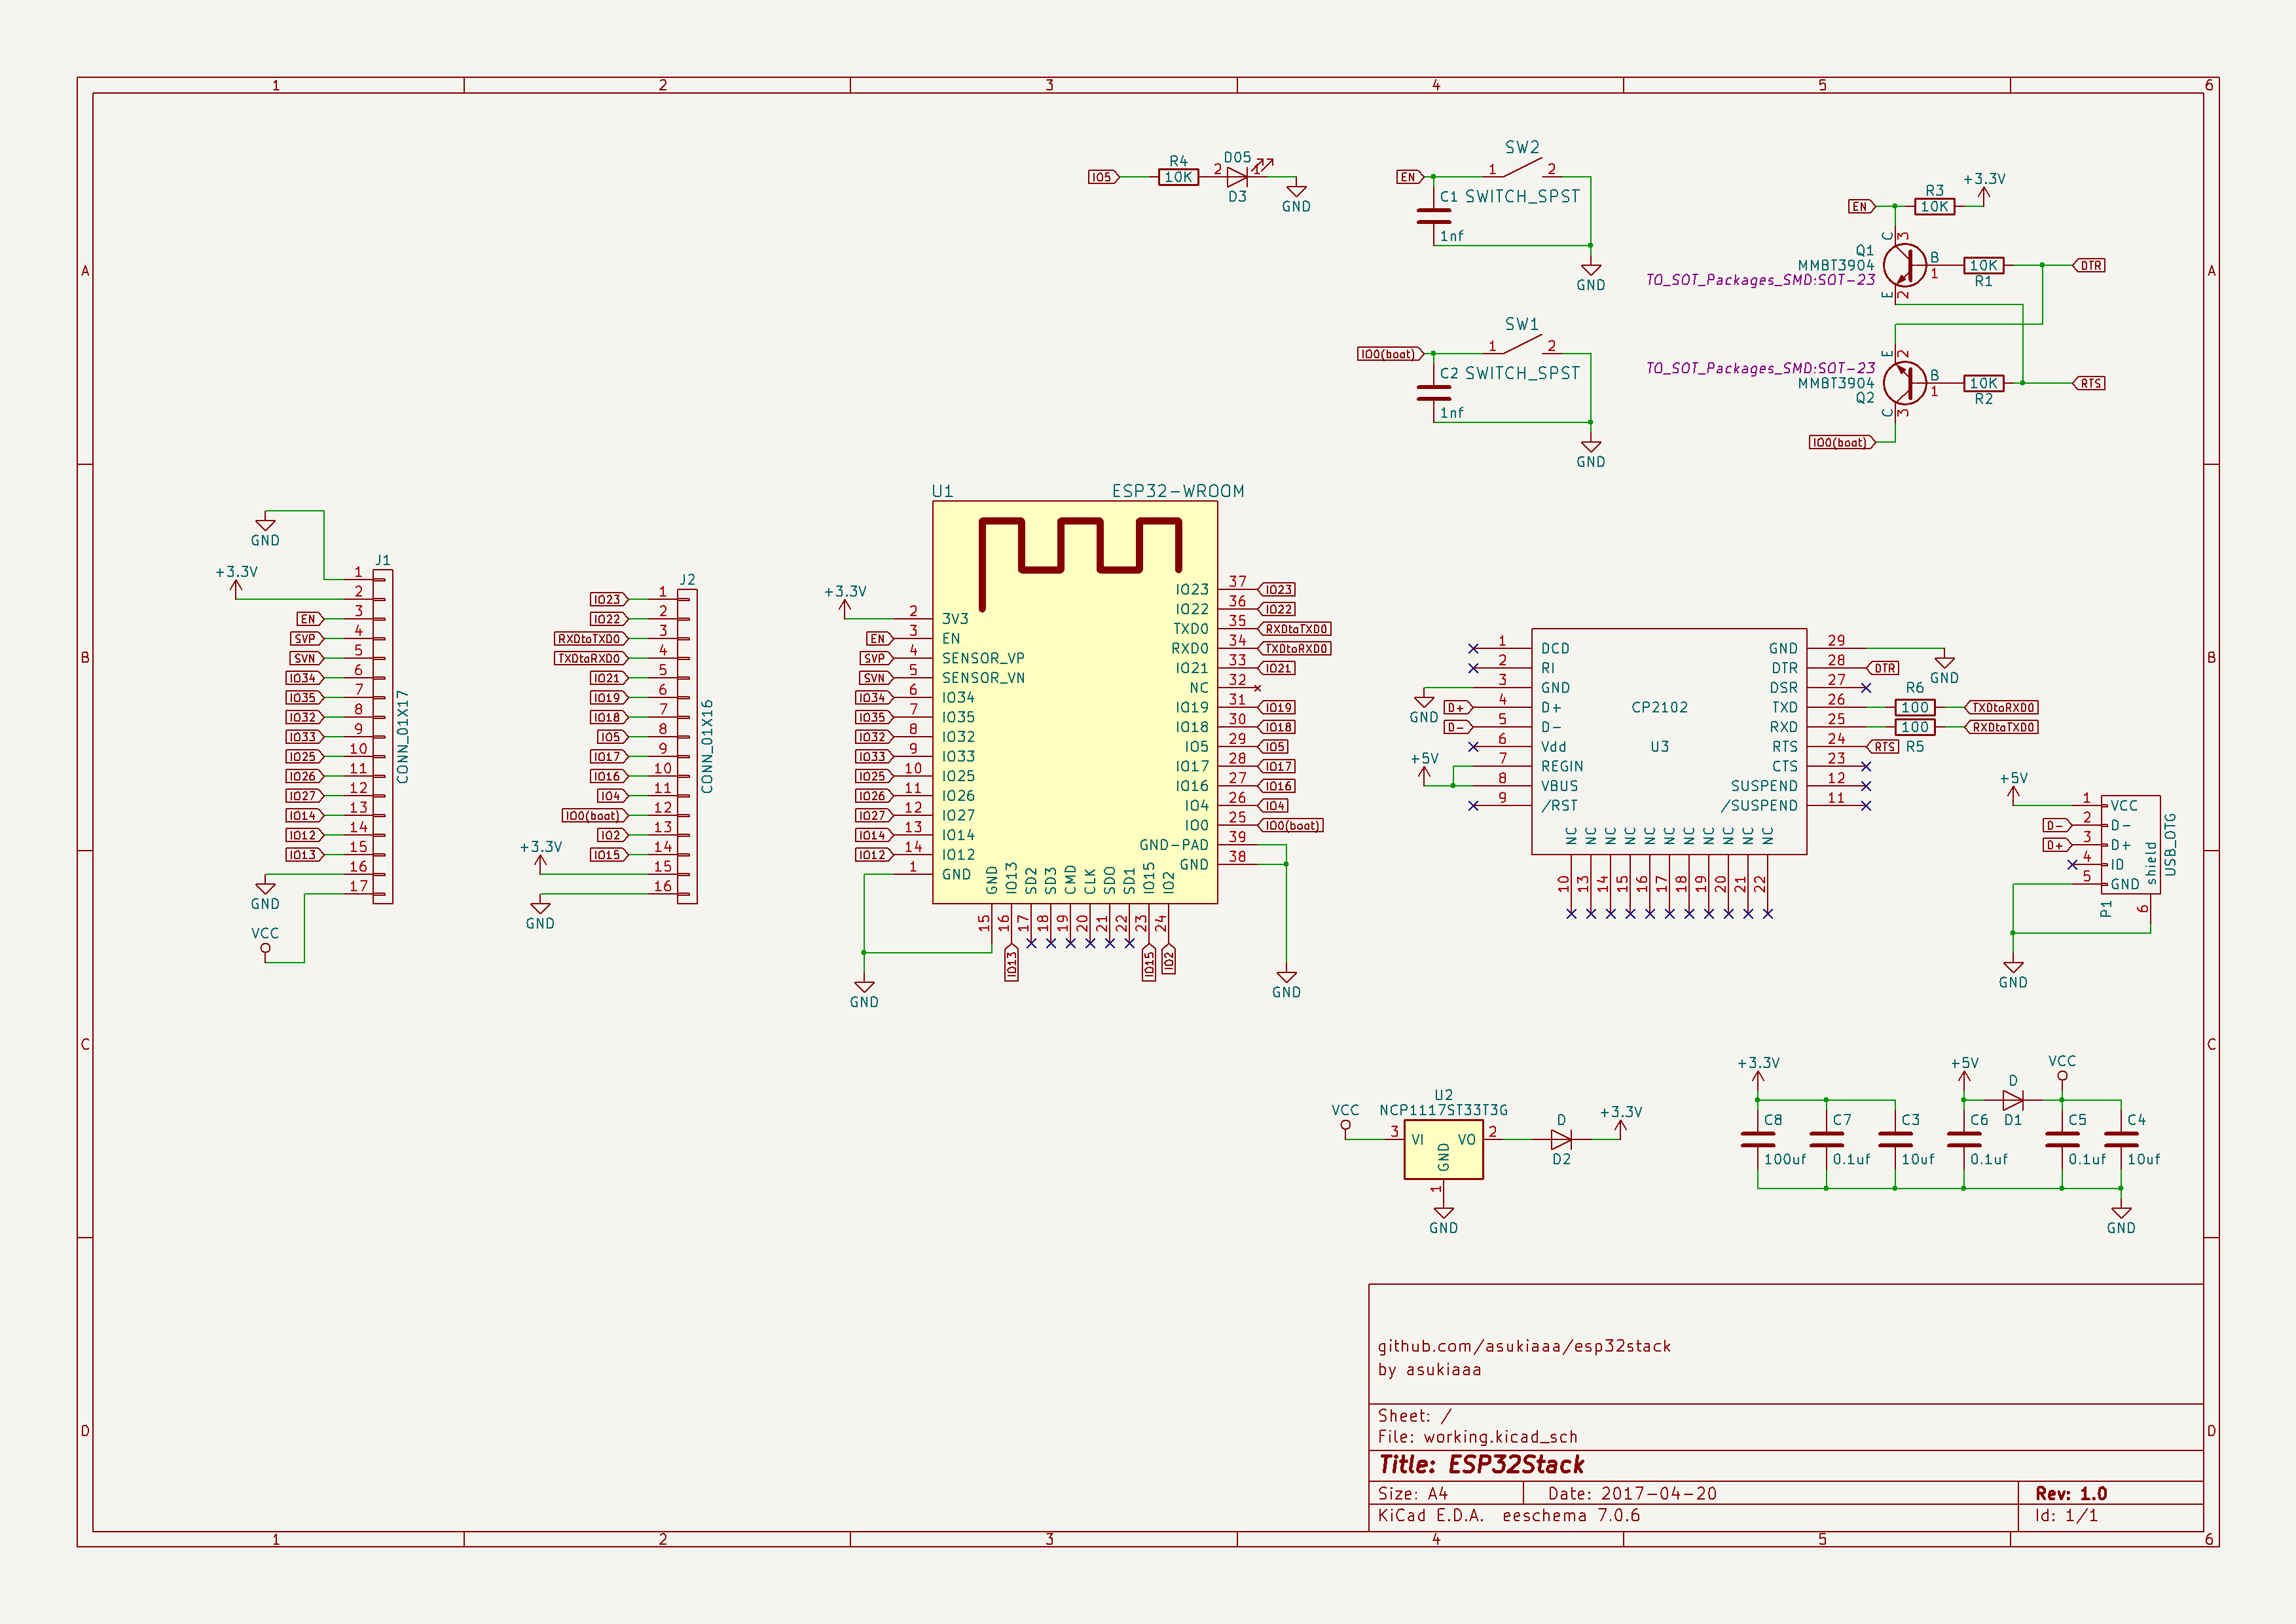 1 2 3 4 5 6
A
B
C
D
A
B
C
D
1 2 3 4 5 6
IO5
R4
10K
2
D05
1
D3
GND
SW2
EN
1
2
C1 SWITCH_SPST
1nf
GND
SW1
IO0(boat)
1
2
C2 SWITCH_SPST
1nf
GND
+3.3V
R3
EN
10K
C
3
Q1
MMBT3904
TO_SOT_Packages_SMD:SOT-23
B
1
10K
R1
DTR
E
2
E
2
TO_SOT_Packages_SMD:SOT-23
MMBT3904
Q2
B
1
10K
R2
RTS
C
3
IO0(boat)
GND
+3.3V
J1
1
2
EN 3
SVP 4
SVN 5
IO34 6
IO35 7
IO32 8
IO33 9
IO25 10
IO26 11
IO27 12
IO14 13
IO12 14
IO13 15
16
17
CONN_01X17
GND
VCC
J2
IO23 1
IO22 2
RXDtoTXD0 3
TXDtoRXD0 4
IO21 5
IO19 6
IO18 7
IO5 8
IO17 9
IO16 10
IO4 11
IO0(boat) 12
IO2 13
IO15 14
15
16
CONN_01X16
+3.3V
GND
U1
ESP32-WROOM
+3.3V
2 3V3
EN 3 EN
SVP 4 SENSOR_VP
SVN 5 SENSOR_VN
IO34 6 IO34
IO35 7 IO35
IO32 8 IO32
IO33 9 IO33
IO25 10 IO25
IO26 11 IO26
IO27 12 IO27
IO14 13 IO14
IO12 14 IO12
1 GND
IO23 37 IO23
IO22 36 IO22
TXD0 35 RXDtoTXD0
RXD0 34 TXDtoRXD0
IO21 33 IO21
NC 32
IO19 31 IO19
IO18 30 IO18
IO5 29 IO5
IO17 28 IO17
IO16 27 IO16
IO4 26 IO4
IO0 25 IO0(boat)
GND-PAD 39
GND 38
GND 15
IO13 16 IO13
SD2 17
SD3 18
CMD 19
CLK 20
SDO 21
SD1 22
IO15 23 IO15
IO2 24 IO2
GND
GND
1 DCD
2 RI
GND 3 GND
D+ 4 D+
D- 5 D-
6 Vdd
+5V 7 REGIN
8 VBUS
9 /RST
CP2102
U3
GND 29 GND
DTR 28 DTR
DSR 27
TXD 26 R6 100 TXDtoRXD0
RXD 25 100 RXDtoTXD0
RTS 24 RTS R5
CTS 23
SUSPEND 12
/SUSPEND 11
NC NC NC NC NC NC NC NC NC NC NC
10 13 14 15 16 17 18 19 20 21 22
+5V
1 VCC
D- 2 D-
D+ 3 D+
4 ID
5 GND
shield
USB_OTG
P1
6
GND
U2
NCP1117ST33T3G
VCC
3 VI
VO 2
GND
1
GND
D
D2
+3.3V
+3.3V
C8
100uf
C7
0.1uf
C3
10uf
+5V
C6
0.1uf
D
D1
VCC
C5
0.1uf
C4
10uf
GND
github.com/asukiaaa/esp32stack
by asukiaaa
Sheet: /
File: working.kicad_sch
Title: ESP32Stack
Size: A4 Date: 2017-04-20 Rev: 1.0
KiCad E.D.A. eeschema 7.0.6 Id: 1/1